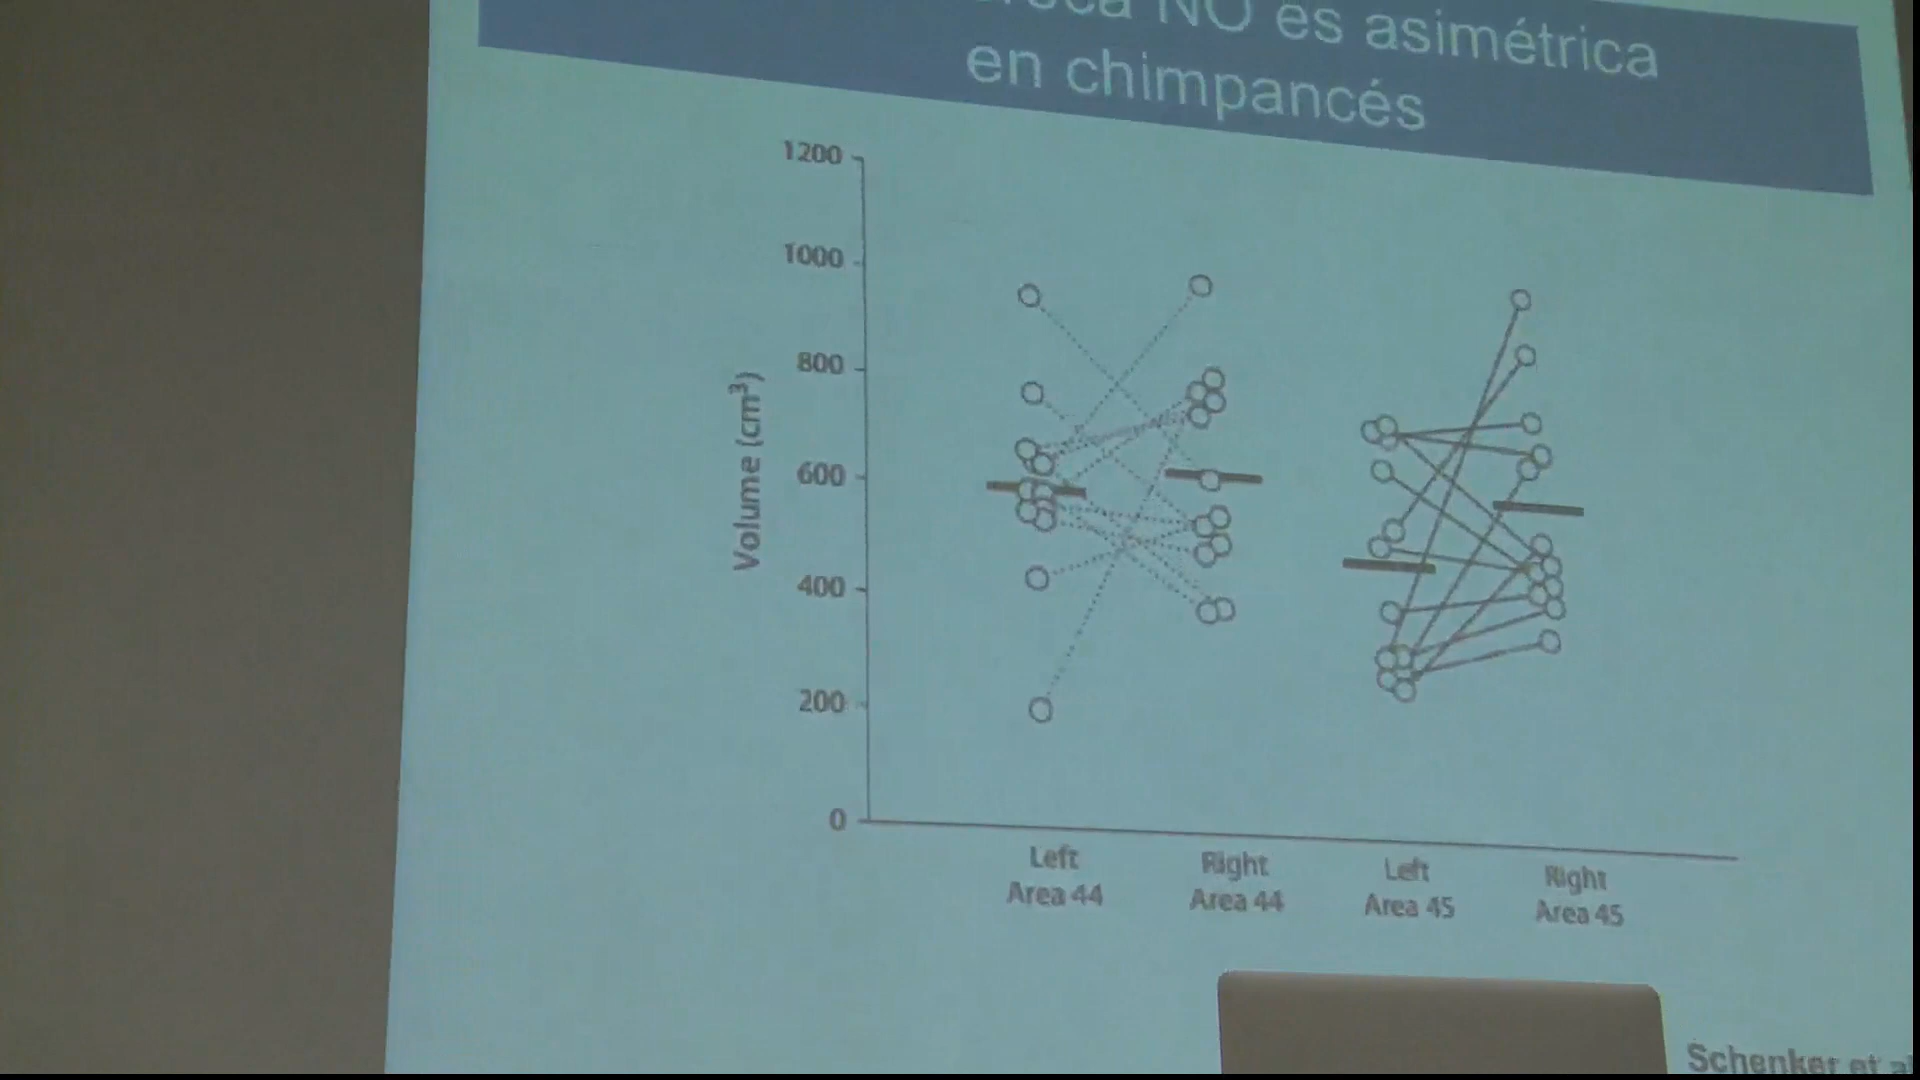 NO es asimétrica
en chimpancés
1200
1000
800
600
400
200
0
Volume (cm³)
Left
Area 44
Right
Area 44
Left
Area 45
Right
Area 45
Schenker et